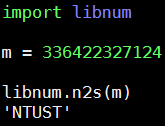 import libnum
m = 336422327124
libnum.n2s(m)
'NTUST'